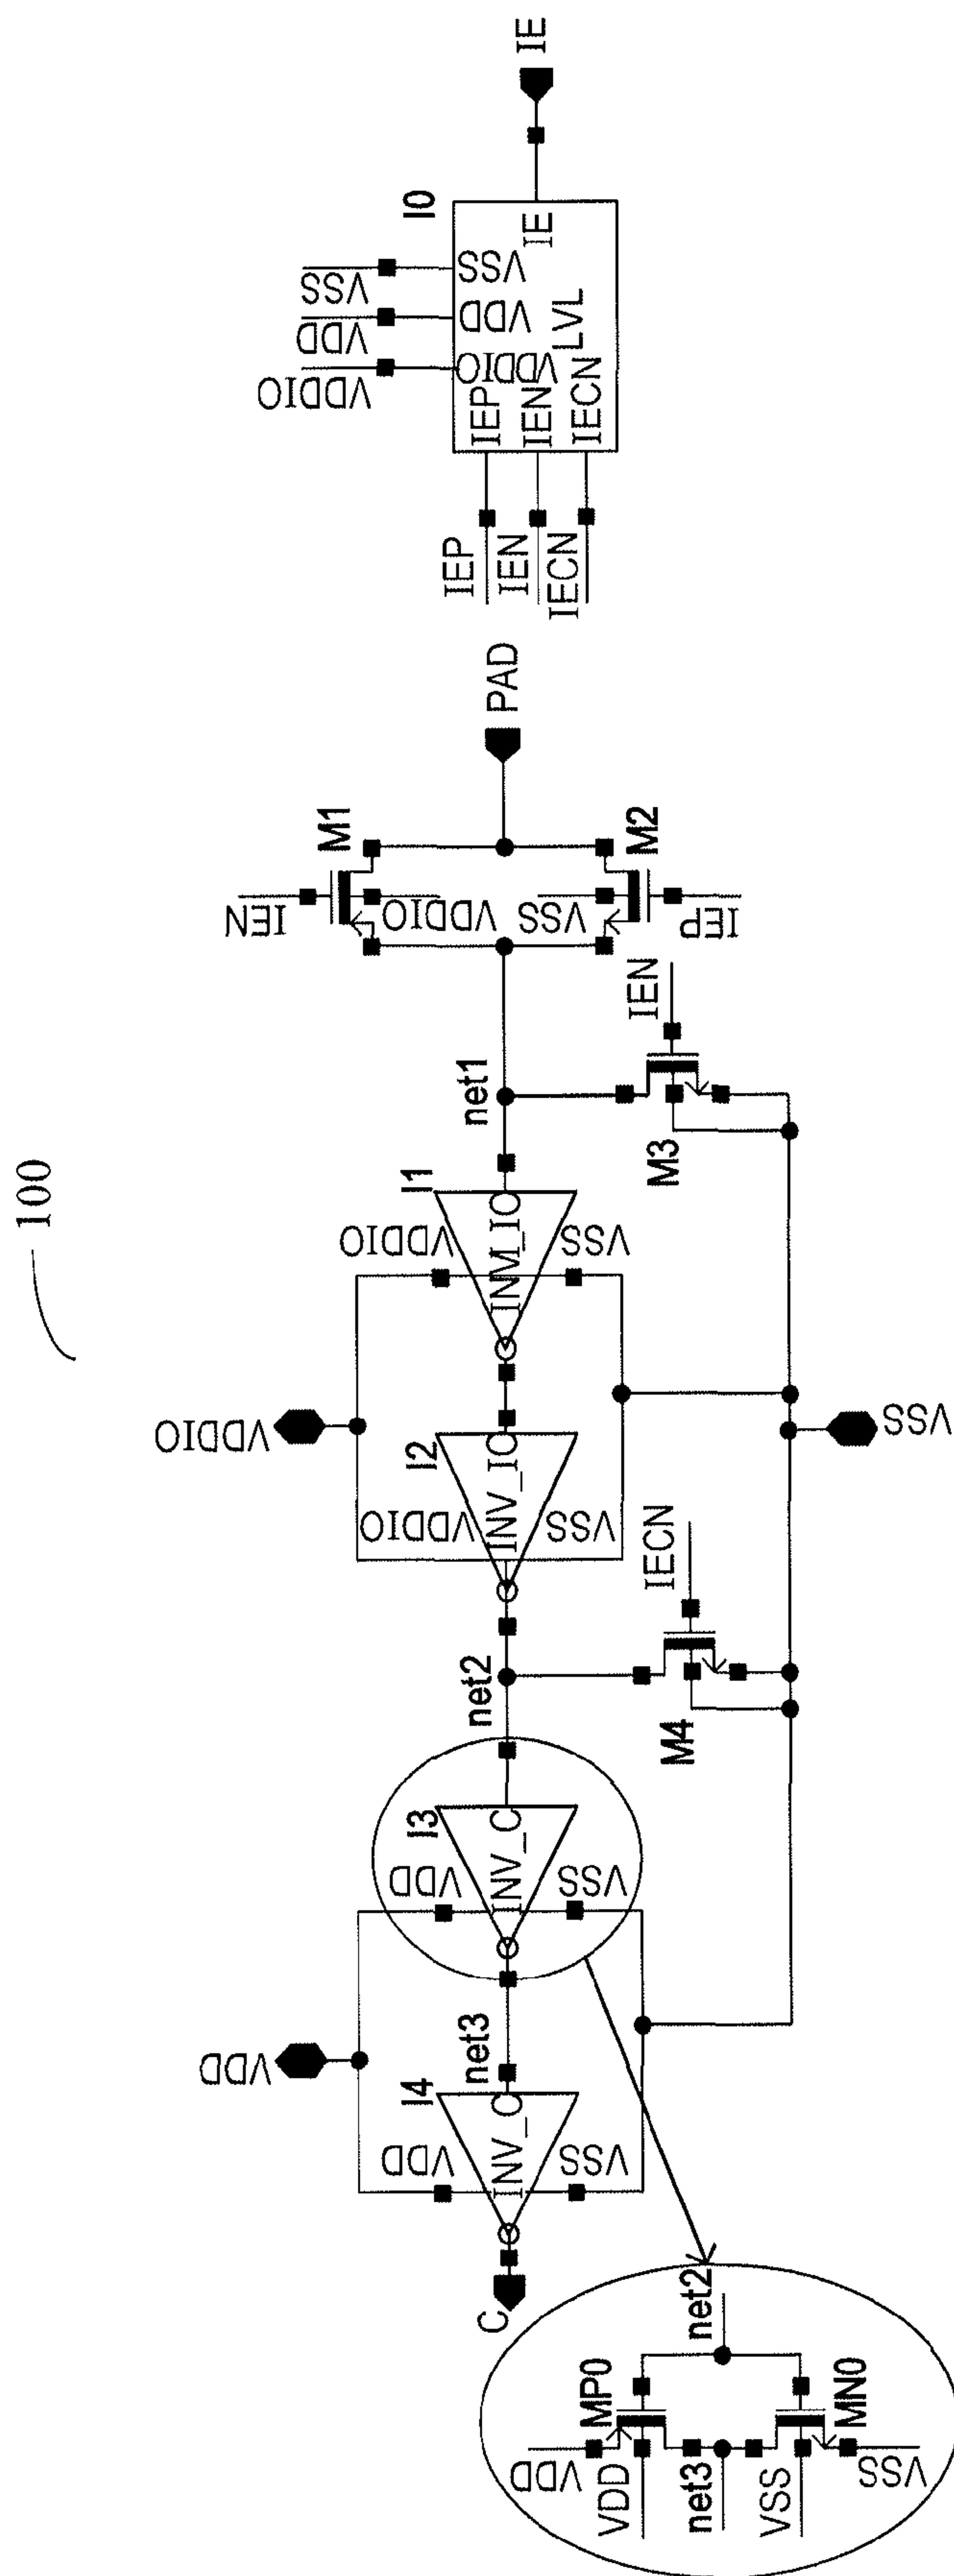 100
IE
I0
VSS
VDD
VDDIO
VSS
VDD
VDDIO
IE
LVL
IEP
IEN
IECN
IEP
IEN
IECN
PAD
M1
IEN
VDDIO
M2
VSS
IEP
net1
IEN
M3
I1
VDDIO
INM_IO
VSS
VDDIO
I2
VDDIO
INV_IO
VSS
VSS
IECN
M4
net2
I3
VDD
INV_C
VSS
VDD
net3
I4
VDD
INV_C
VSS
C
net2
MP0
MN0
VDD
VDD
net3
VSS
VSS